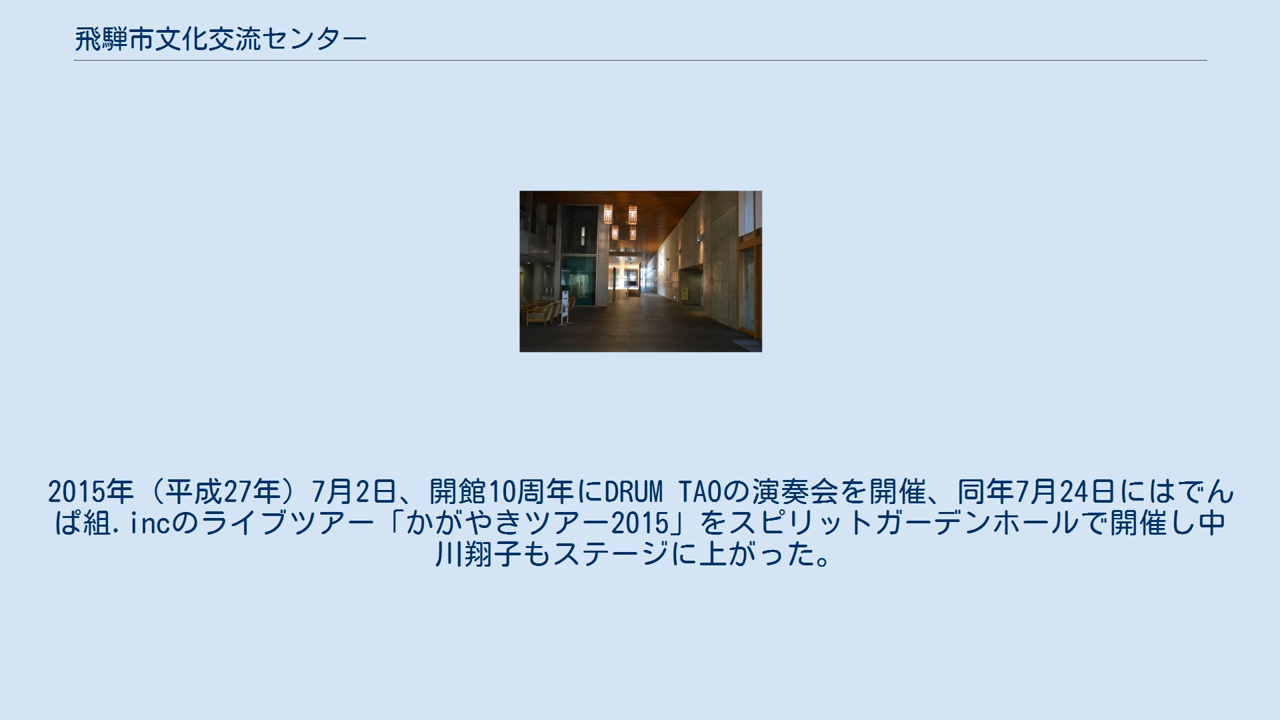 飛騨市文化交流センター
2015年（平成27年）7月2日、開館10周年にDRUM TAOの演奏会を開催、同年7月24日にはでん
ぱ組.incのライブツアー「かがやきツアー2015」をスピリットガーデンホールで開催し中
川翔子もステージに上がった。